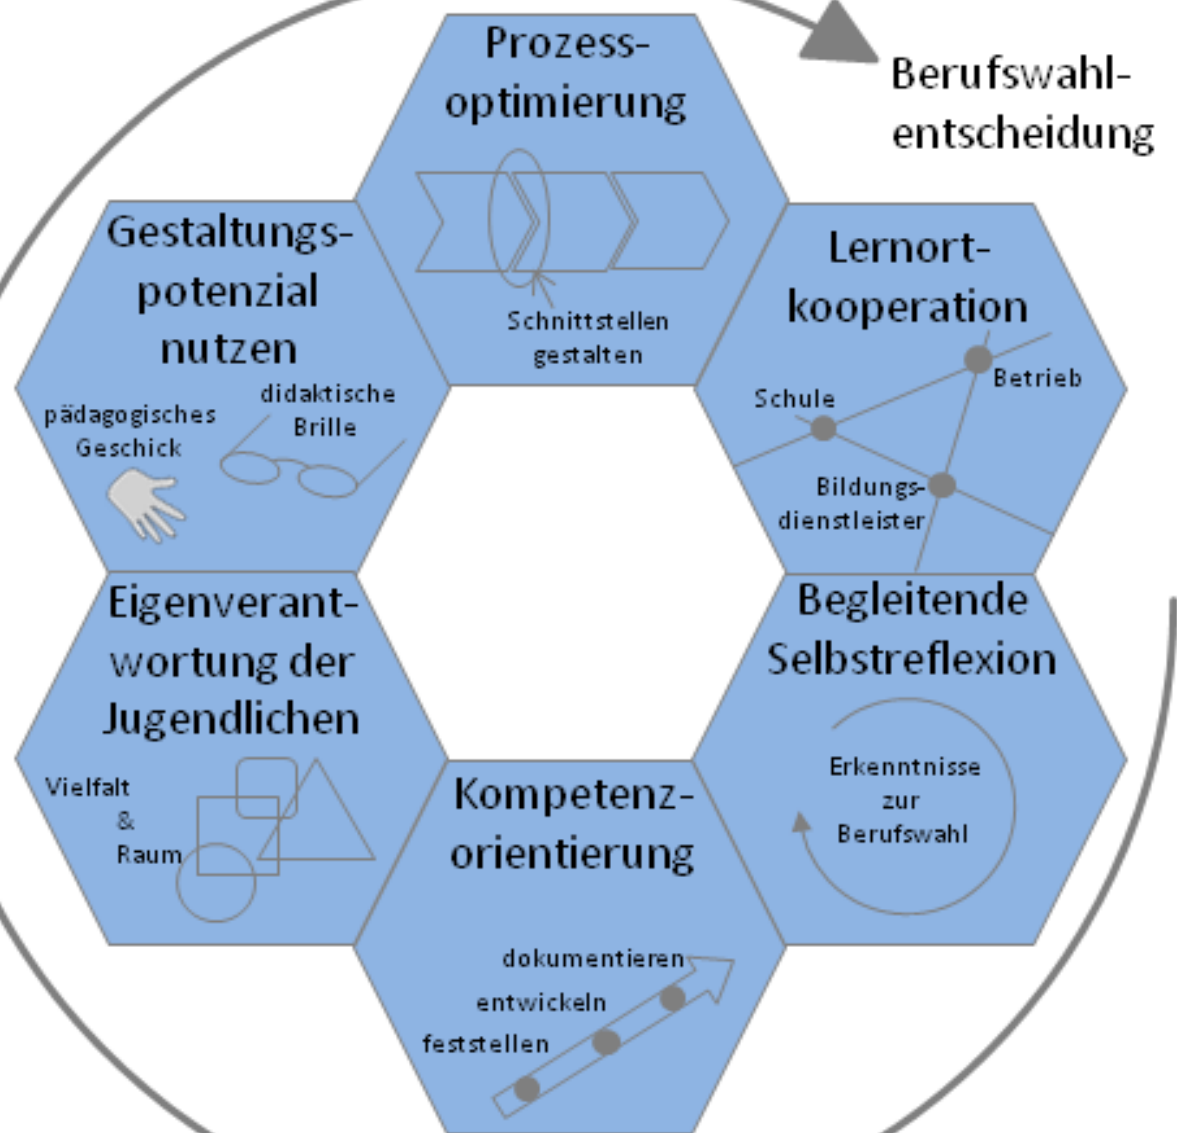 Prozess-
optimierung
Schnittstellen
gestalten
Berufswahl-
entscheidung
Gestaltungs-
potenzial
nutzen
pädagogisches
Geschick
didaktische
Brille
Lernort-
kooperation
Schule
Betrieb
Bildungs-
dienstleister
Eigenverant-
wortung der
Jugendlichen
Vielfalt
&
Raum
Begleitende
Selbstreflexion
Erkenntnisse
zur
Berufswahl
Kompetenz-
orientierung
dokumentieren
entwickeln
feststellen